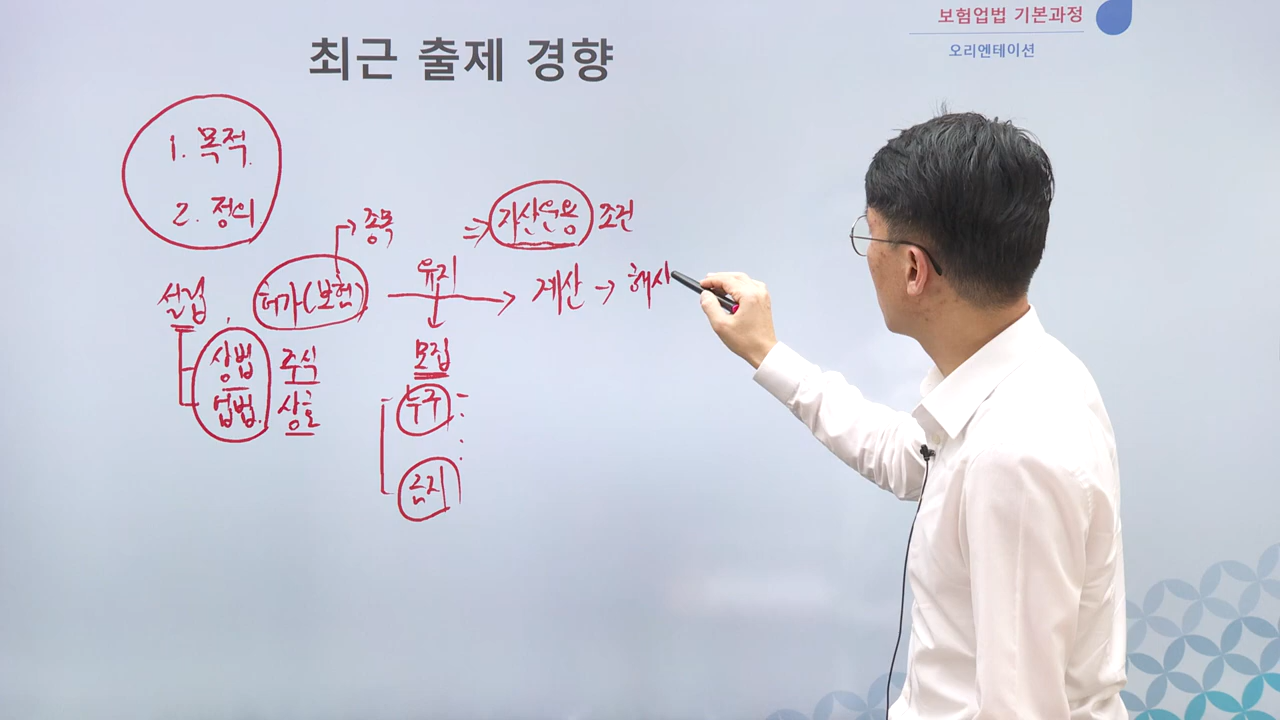 보험업법 기본과정
오리엔테이션
최근 출제 경향
1. 목적
2. 정의
→ 종목
⇒ 자산운용 조건
설립, 허가(보험) 유지 → 계산 → 해사
상법 주식
업법. 상호
모집
누구
금지